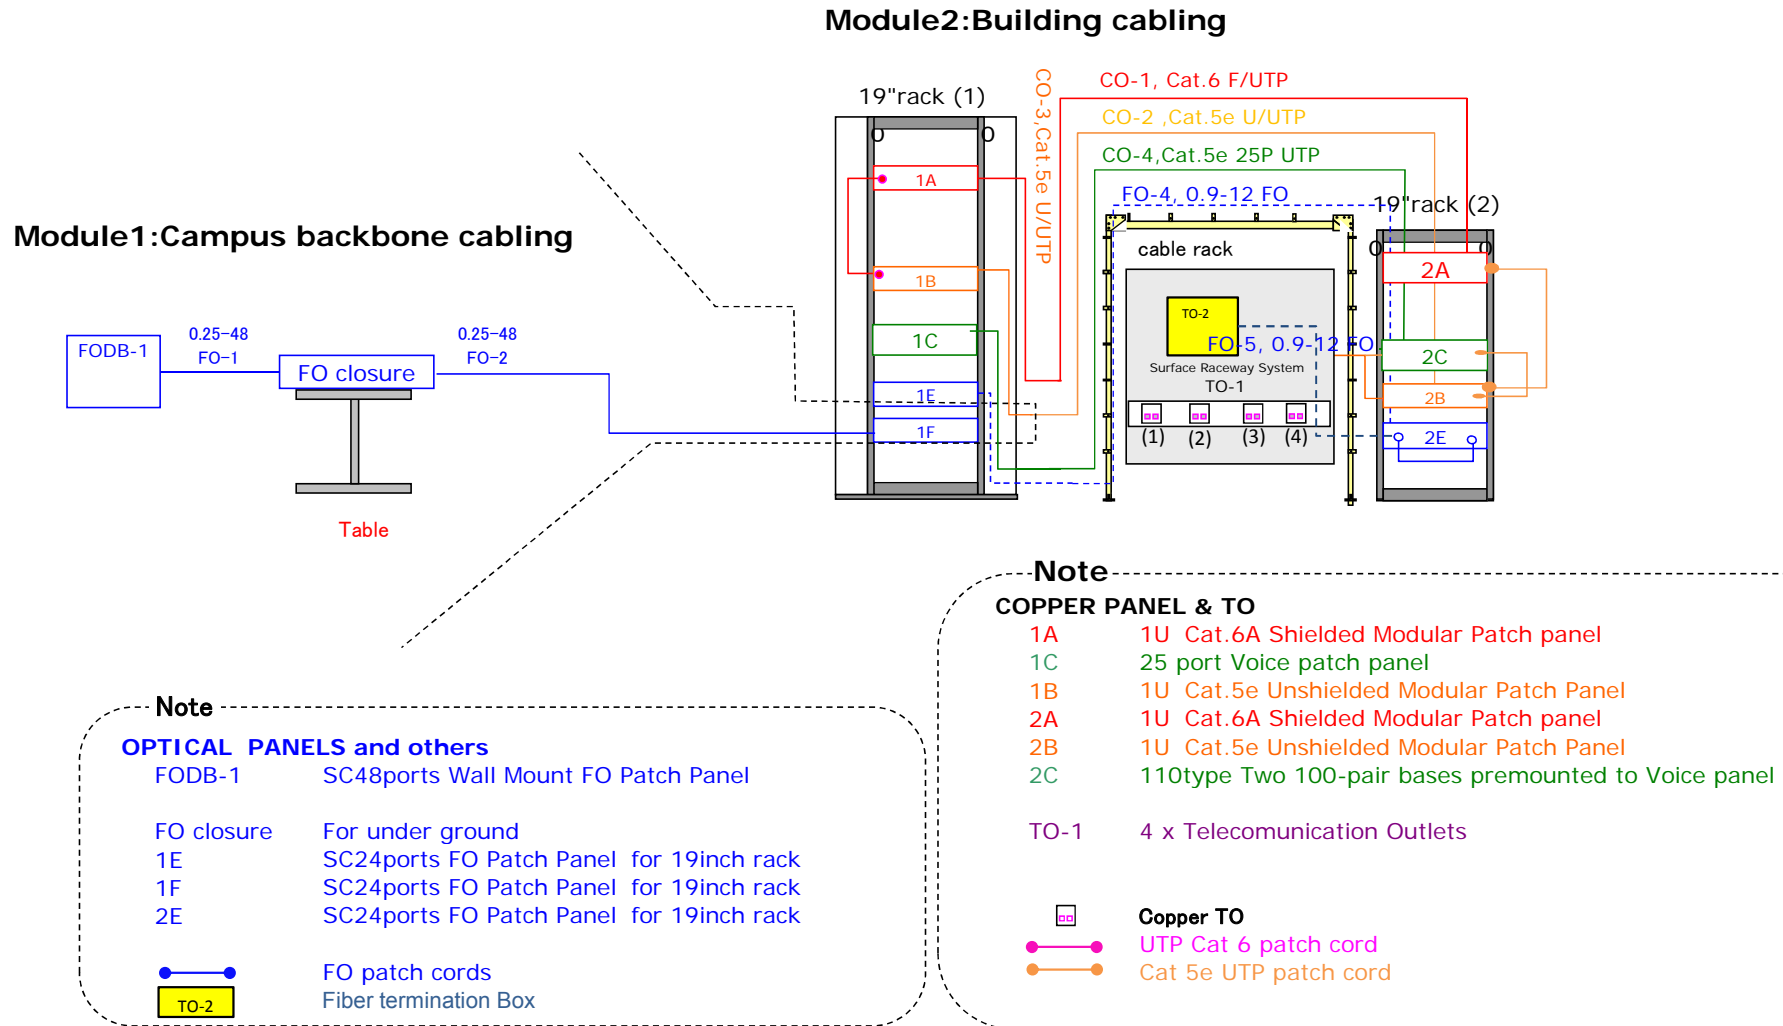 Module2:Building cabling
CO-1, Cat.6 F/UTP
CO-3,Cat.5e U/UTP
19"rack (1)
CO-2 ,Cat.5e U/UTP
0 0
CO-4,Cat.5e 25P UTP
1A
FO-4, 0.9-12 FO
19"rack (2)
Module1:Campus backbone cabling
cable rack
0 0
2A
1B
TO-2
0.25-48
FO-1
0.25-48
FO-2
FODB-1
1C
FO-5, 0.9-12 FO
2C
FO closure
Surface Raceway System
TO-1
1E
2B
1F
(1) (2) (3) (4)
2E
Table
Note
COPPER PANEL & TO
1A 1U Cat.6A Shielded Modular Patch panel
1C 25 port Voice patch panel
1B 1U Cat.5e Unshielded Modular Patch Panel
2A 1U Cat.6A Shielded Modular Patch panel
2B 1U Cat.5e Unshielded Modular Patch Panel
2C 110type Two 100-pair bases premounted to Voice panel
TO-1 4 x Telecomunication Outlets
Copper TO
UTP Cat 6 patch cord
Cat 5e UTP patch cord
Note
OPTICAL PANELS and others
FODB-1 SC48ports Wall Mount FO Patch Panel
FO closure For under ground
1E SC24ports FO Patch Panel for 19inch rack
1F SC24ports FO Patch Panel for 19inch rack
2E SC24ports FO Patch Panel for 19inch rack
FO patch cords
TO-2 Fiber termination Box